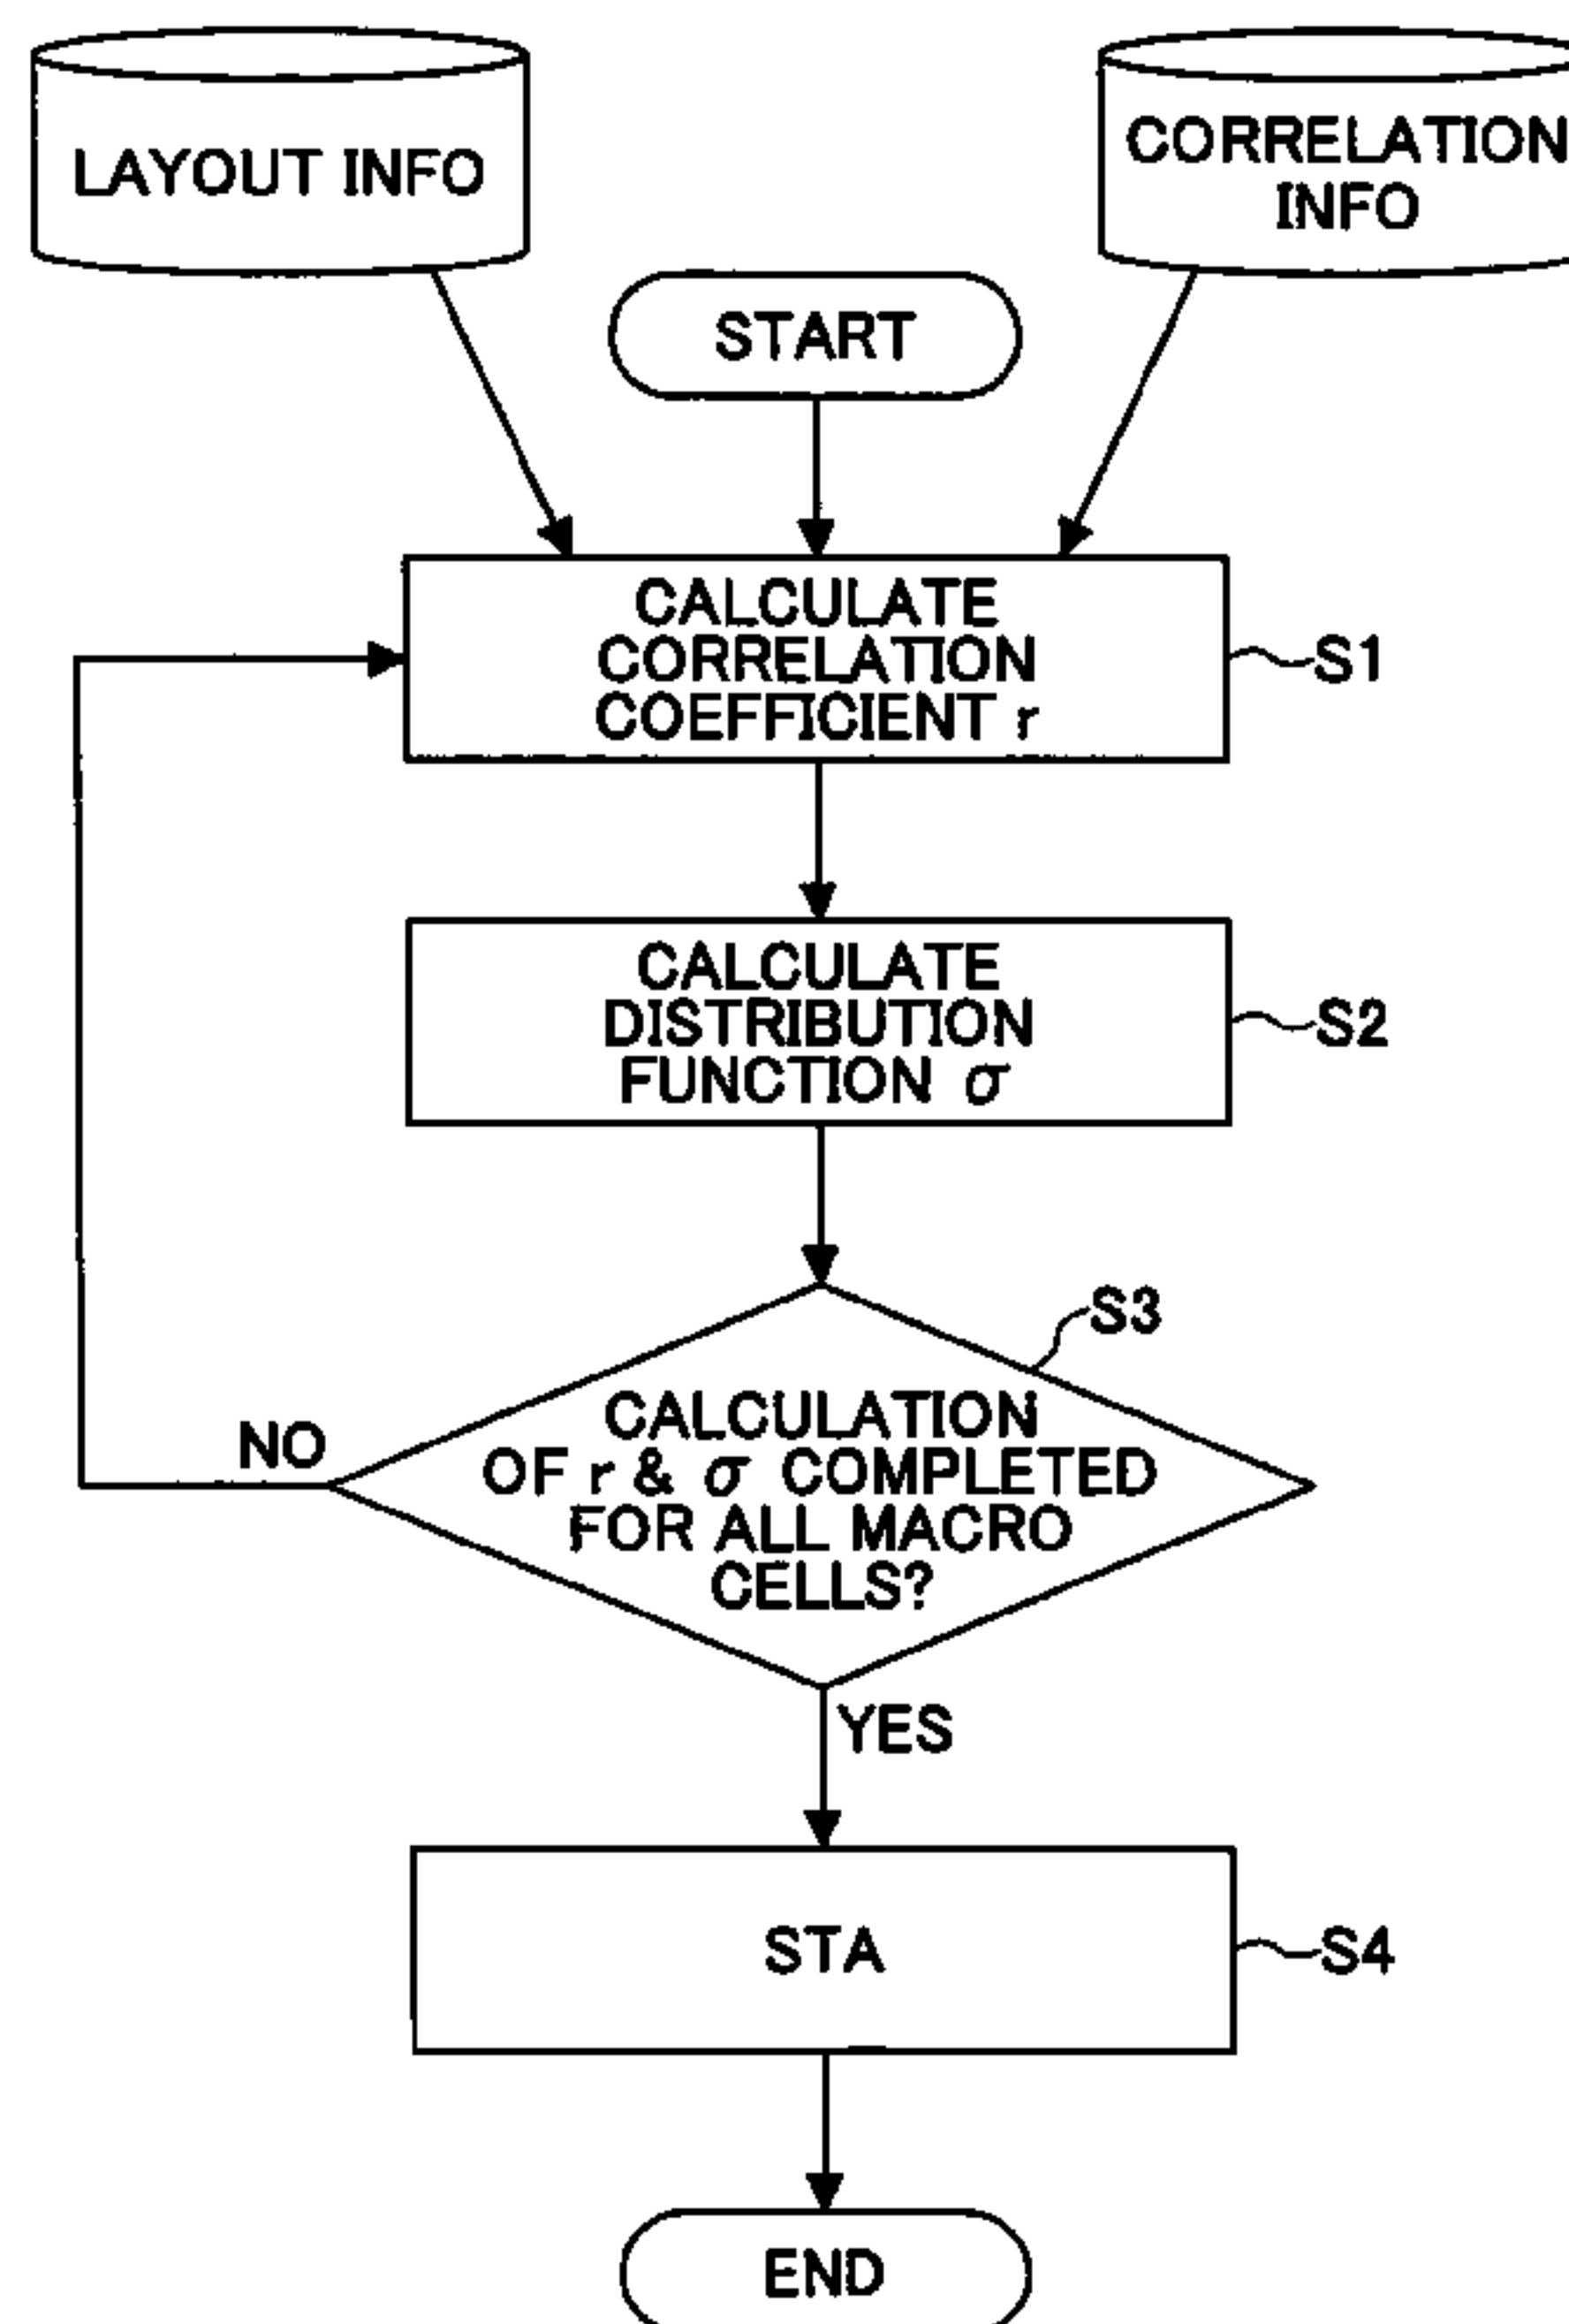 LAYOUT INFO
CORRELATION
INFO
START
CALCULATE
CORRELATION
COEFFICIENT r
S1
CALCULATE
DISTRIBUTION
FUNCTION σ
S2
S3
CALCULATION
OF r & σ COMPLETED
FOR ALL MACRO
CELLS?
NO
YES
STA
S4
END